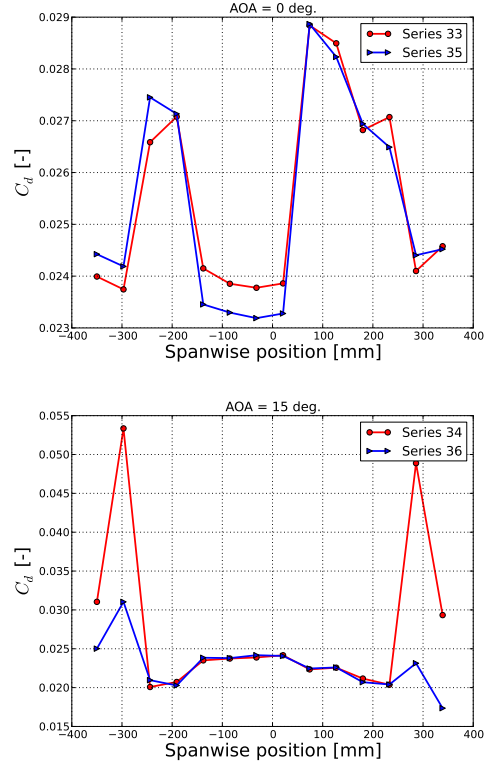 AOA = 0 deg.
0.029
0.028
0.027
0.026
0.025
0.024
0.023
C_d [-]
Series 33
Series 35
−400 −300 −200 −100 0 100 200 300 400
Spanwise position [mm]
AOA = 15 deg.
0.055
0.050
0.045
0.040
0.035
0.030
0.025
0.020
0.015
C_d [-]
Series 34
Series 36
−400 −300 −200 −100 0 100 200 300 400
Spanwise position [mm]